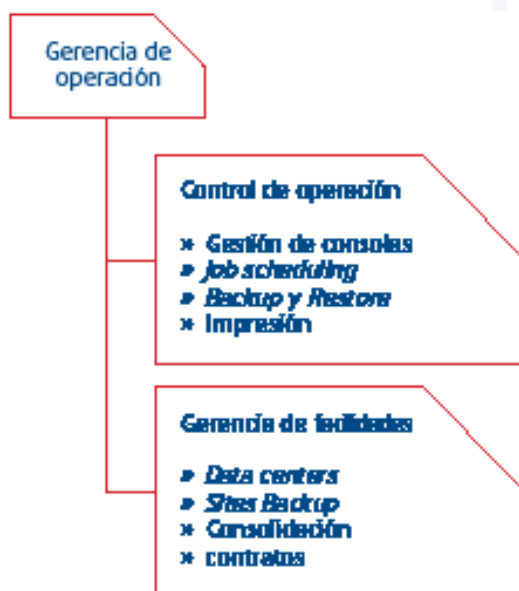 Gerencia de
operación
Control de operación
» Gestión de consolas
» Job scheduling
» Backup y Restore
» Impresión
Gerencia de facilidades
» Data centers
» Sites Backup
» Consolidación
» contratos